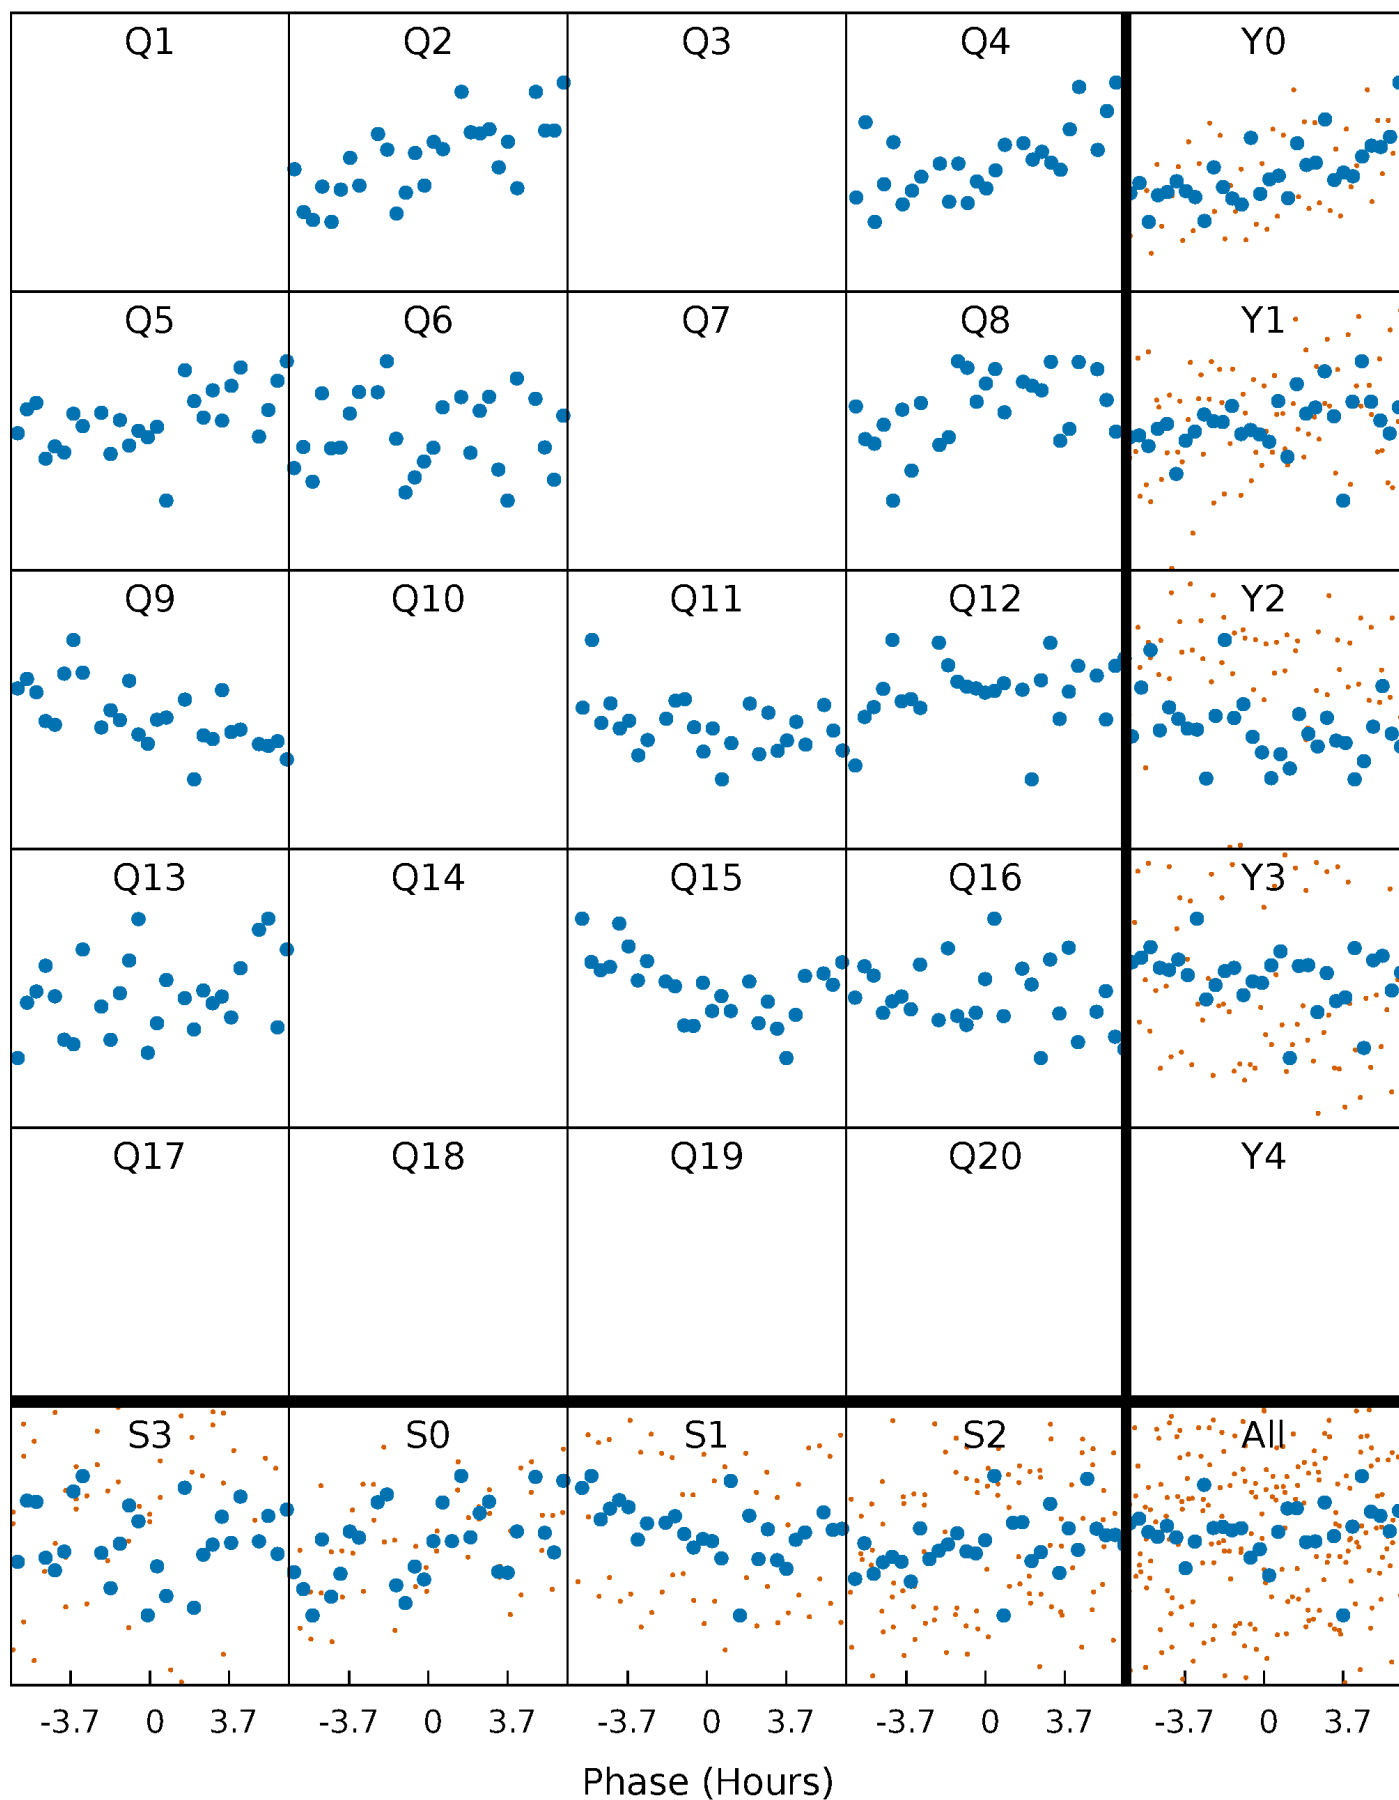 Q1 Q2 Q3 Q4 Y0
Q5 Q6 Q7 Q8 Y1
Q9 Q10 Q11 Q12 Y2
Q13 Q14 Q15 Q16 Y3
Q17 Q18 Q19 Q20 Y4
S3 S0 S1 S2 All
-3.7 0 3.7 -3.7 0 3.7 -3.7 0 3.7 -3.7 0 3.7 -3.7 0 3.7
Phase (Hours)